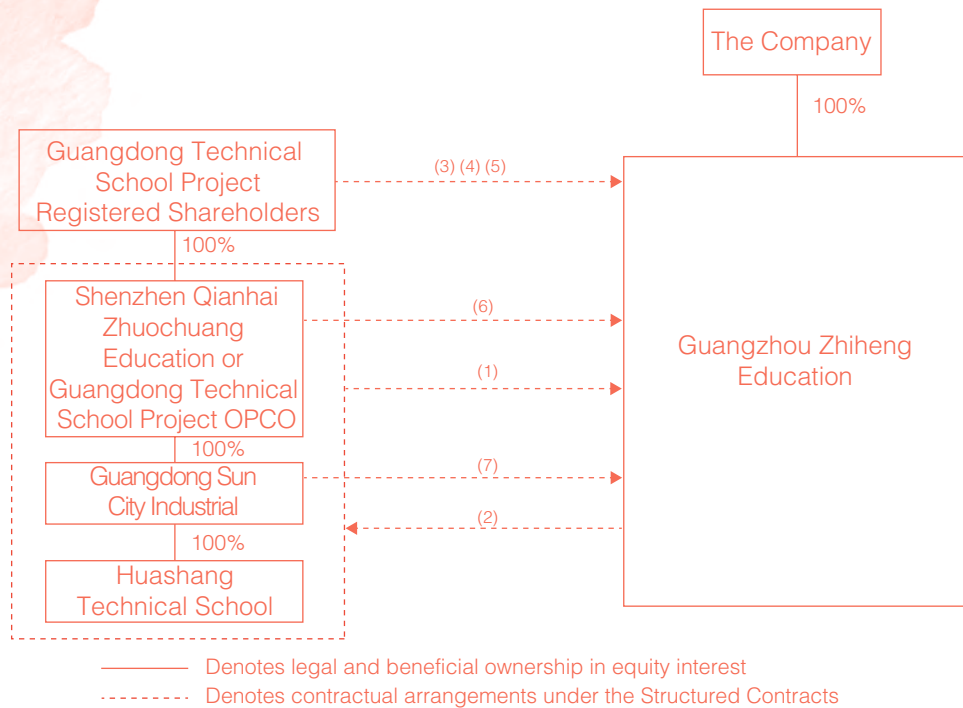 The Company
100%
Guangdong Technical
School Project
Registered Shareholders
(3) (4) (5)
100%
Shenzhen Qianhai
Zhuochuang
Education or
Guangdong Technical
School Project OPCO
(6)
(1)
Guangzhou Zhiheng
Education
100%
Guangdong Sun
City Industrial
(7)
(2)
100%
Huashang
Technical School
Denotes legal and beneficial ownership in equity interest
Denotes contractual arrangements under the Structured Contracts